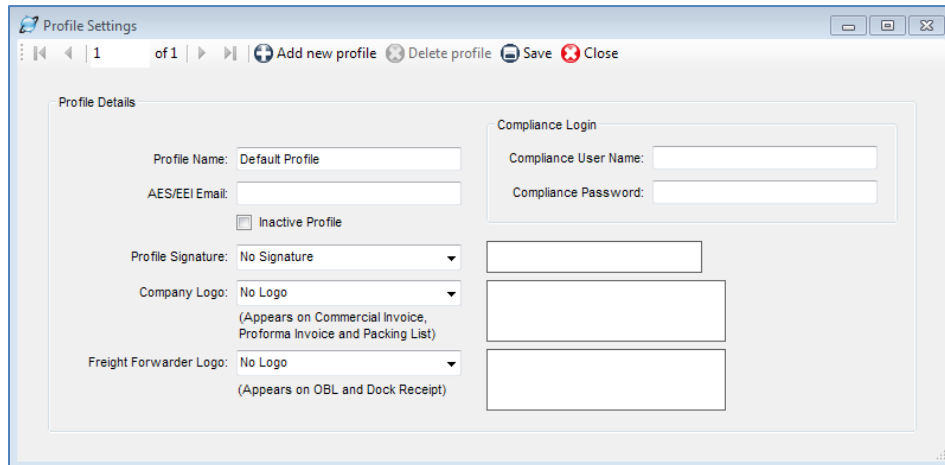 Profile Settings
1 of 1 Add new profile Delete profile Save Close
Profile Details
Compliance Login
Profile Name: Default Profile
Compliance User Name:
AES/EEI Email:
Compliance Password:
Inactive Profile
Profile Signature: No Signature
Company Logo: No Logo
(Appears on Commercial Invoice,
Proforma Invoice and Packing List)
Freight Forwarder Logo: No Logo
(Appears on OBL and Dock Receipt)